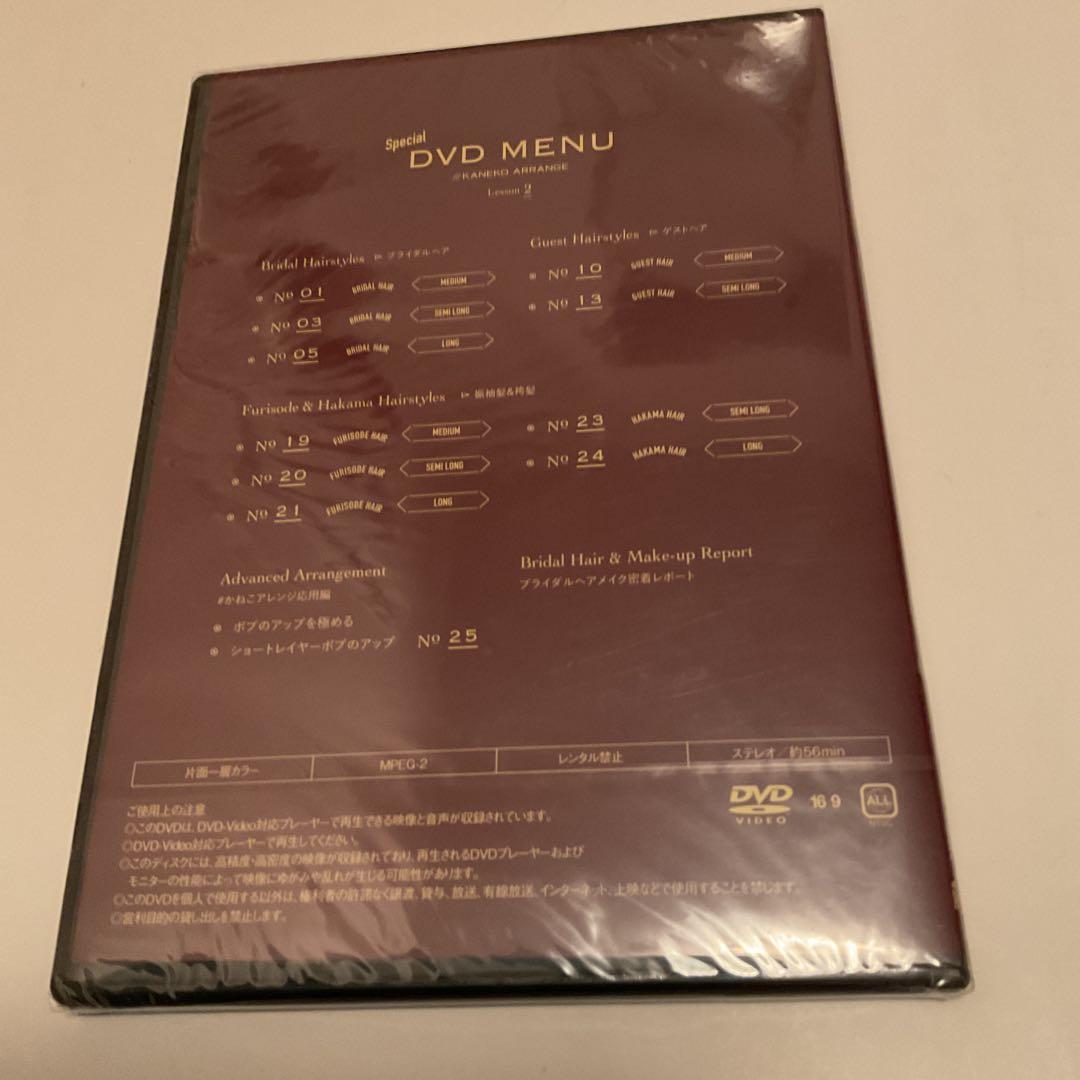 Special
DVD MENU
#KANEKO ARRANGE
Lesson 2
Bridal Hairstyles ブライダルヘア
No 01 BRIDAL HAIR MEDIUM
No 03 BRIDAL HAIR SEMI LONG
No 05 BRIDAL HAIR LONG
Guest Hairstyles ゲストヘア
No 10 GUEST HAIR MEDIUM
No 13 GUEST HAIR SEMI LONG
Furisode & Hakama Hairstyles 振袖髪&袴髪
No 19 FURISODE HAIR MEDIUM
No 20 FURISODE HAIR SEMI LONG
No 21 FURISODE HAIR LONG
No 23 HAKAMA HAIR SEMI LONG
No 24 HAKAMA HAIR LONG
Advanced Arrangement
#かねこアレンジ応用編
ボブのアップを極める
ショートレイヤーボブのアップ No 25
Bridal Hair & Make-up Report
ブライダルヘアメイク密着レポート
片面一層カラー MPEG-2 レンタル禁止 ステレオ/約56min
DVD VIDEO 16 9 ALL
ご使用上の注意
◎このDVDは、DVD-Video対応プレーヤーで再生できる映像と音声が収録されています。
◎DVD-Video対応プレーヤーで再生してください。
◎このディスクには、高精度・高密度の映像が収録されており、再生されるDVDプレーヤーおよび
モニターの性能によって映像にゆがみや乱れが生じる可能性があります。
◎このDVDを個人で使用する以外は、権利者の許諾なく譲渡、貸与、放送、有線放送、インターネット、上映などで使用することを禁じます。
◎営利目的の貸し出しを禁止します。